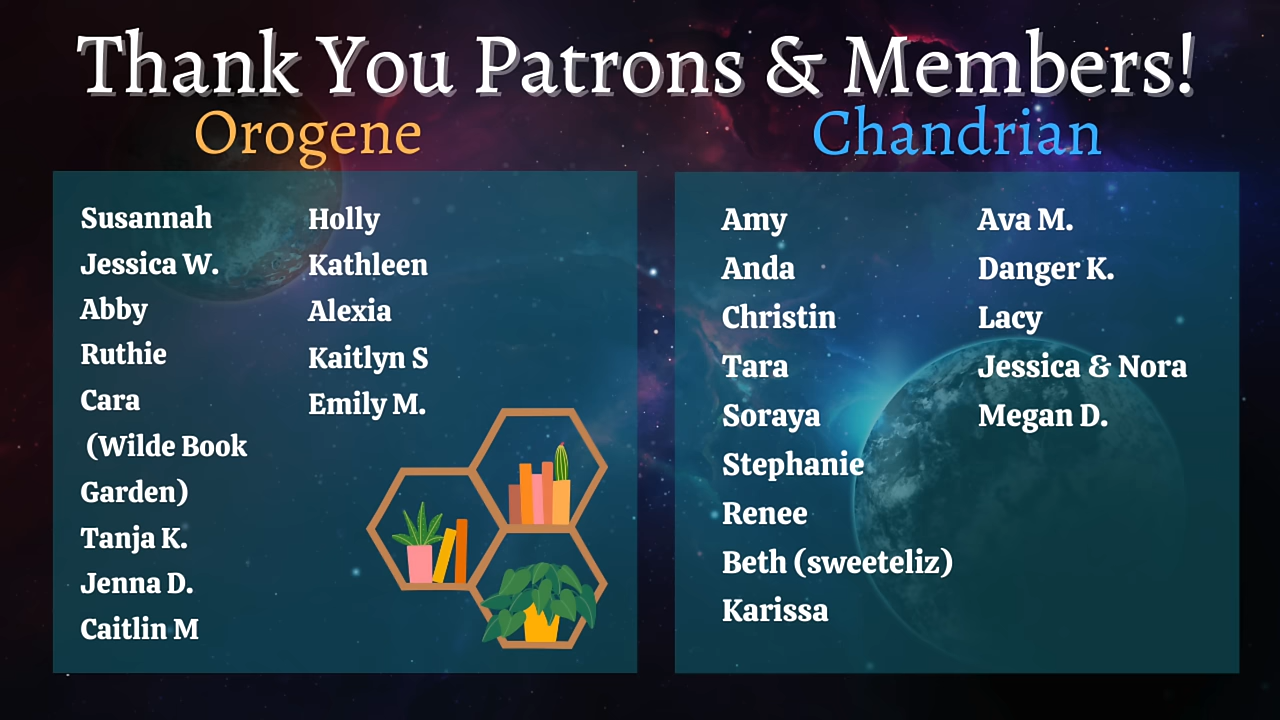 Thank You Patrons & Members!
Orogene
Susannah
Jessica W.
Abby
Ruthie
Cara
(Wilde Book
Garden)
Tanja K.
Jenna D.
Caitlin M
Holly
Kathleen
Alexia
Kaitlyn S
Emily M.
Chandrian
Amy
Anda
Christin
Tara
Soraya
Stephanie
Renee
Beth (sweeteliz)
Karissa
Ava M.
Danger K.
Lacy
Jessica & Nora
Megan D.